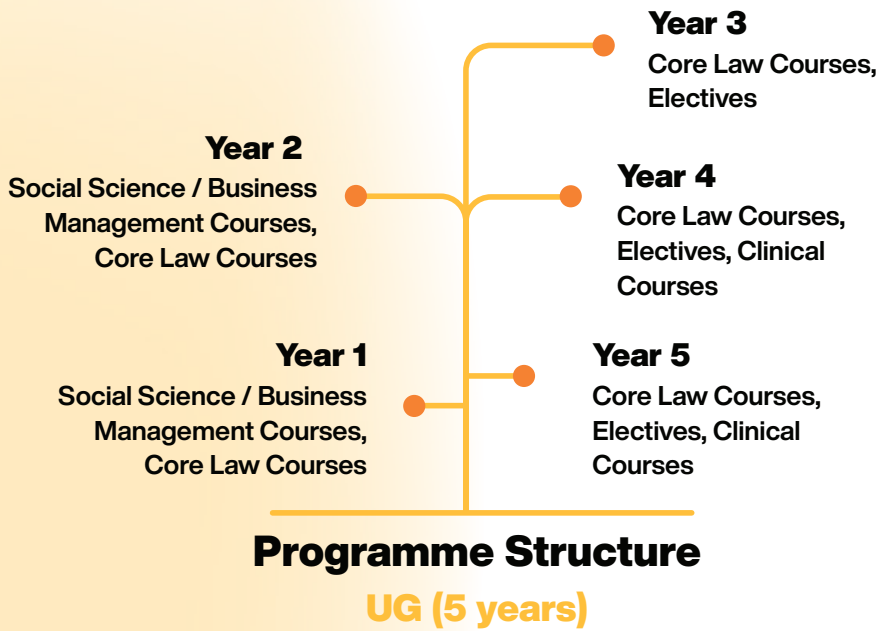 Year 3
Core Law Courses,
Electives
Year 2
Social Science / Business
Management Courses,
Core Law Courses
Year 4
Core Law Courses,
Electives, Clinical
Courses
Year 1
Social Science / Business
Management Courses,
Core Law Courses
Year 5
Core Law Courses,
Electives, Clinical
Courses
Programme Structure
UG (5 years)